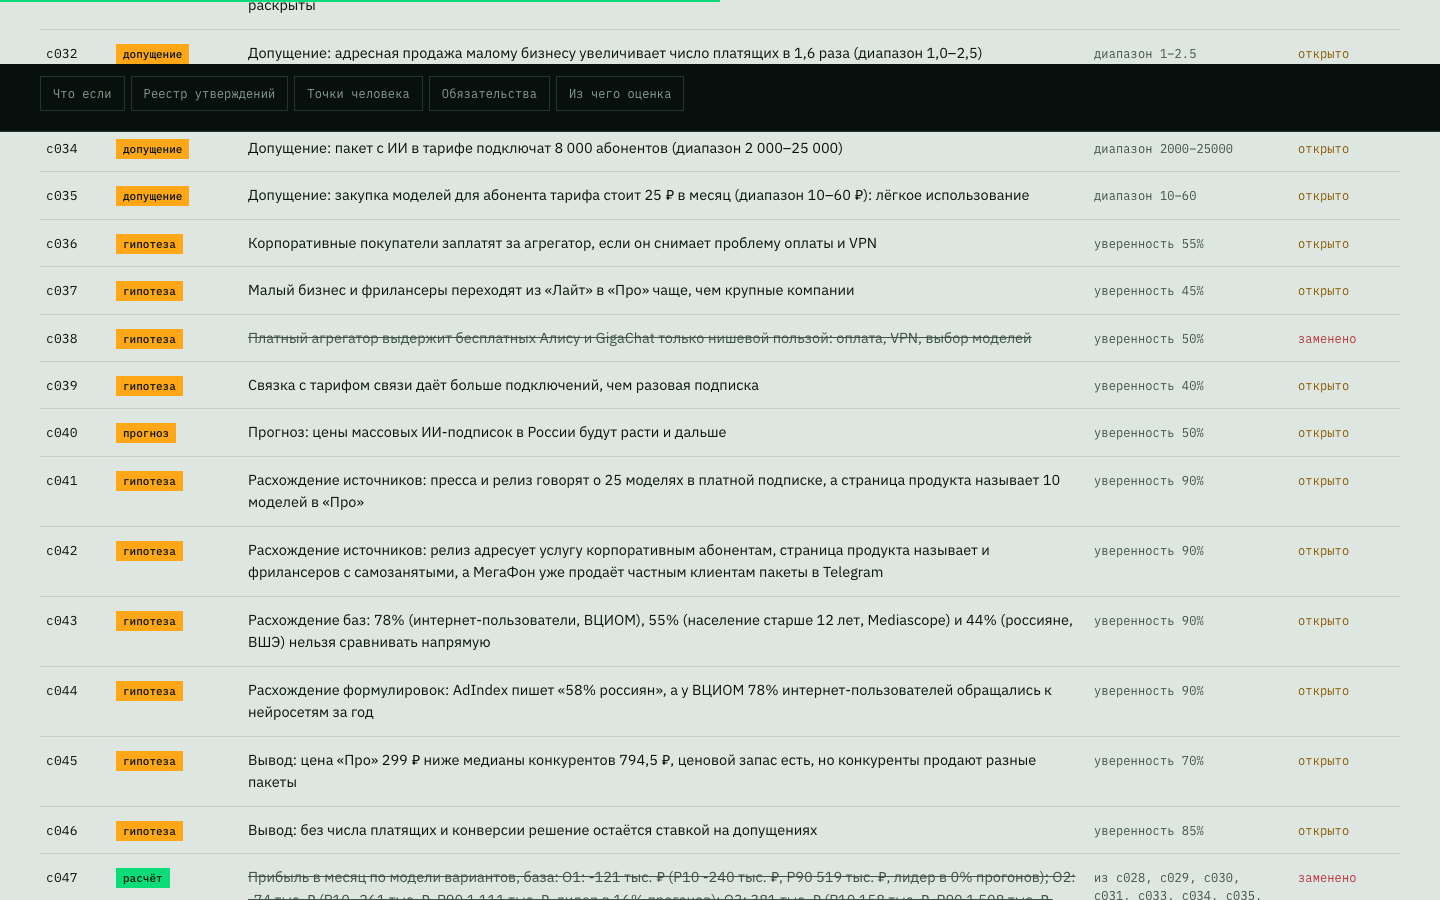 раскрыты
c032 допущение Допущение: адресная продажа малому бизнесу увеличивает число платящих в 1,6 раза (диапазон 1,0–2,5) диапазон 1–2.5 открыто
Что если Реестр утверждений Точки человека Обязательства Из чего оценка
c034 допущение Допущение: пакет с ИИ в тарифе подключат 8 000 абонентов (диапазон 2 000–25 000) диапазон 2000–25000 открыто
c035 допущение Допущение: закупка моделей для абонента тарифа стоит 25 ₽ в месяц (диапазон 10–60 ₽): лёгкое использование диапазон 10–60 открыто
c036 гипотеза Корпоративные покупатели заплатят за агрегатор, если он снимает проблему оплаты и VPN уверенность 55% открыто
c037 гипотеза Малый бизнес и фрилансеры переходят из «Лайт» в «Про» чаще, чем крупные компании уверенность 45% открыто
c038 гипотеза Платный агрегатор выдержит бесплатных Алису и GigaChat только нишевой пользой: оплата, VPN, выбор моделей уверенность 50% заменено
c039 гипотеза Связка с тарифом связи даёт больше подключений, чем разовая подписка уверенность 40% открыто
c040 прогноз Прогноз: цены массовых ИИ-подписок в России будут расти и дальше уверенность 50% открыто
c041 гипотеза Расхождение источников: пресса и релиз говорят о 25 моделях в платной подписке, а страница продукта называет 10 уверенность 90% открыто
моделей в «Про»
c042 гипотеза Расхождение источников: релиз адресует услугу корпоративным абонентам, страница продукта называет и уверенность 90% открыто
фрилансеров с самозанятыми, а МегаФон уже продаёт частным клиентам пакеты в Telegram
c043 гипотеза Расхождение баз: 78% (интернет-пользователи, ВЦИОМ), 55% (население старше 12 лет, Mediascope) и 44% (россияне, уверенность 90% открыто
ВШЭ) нельзя сравнивать напрямую
c044 гипотеза Расхождение формулировок: AdIndex пишет «58% россиян», а у ВЦИОМ 78% интернет-пользователей обращались к уверенность 90% открыто
нейросетям за год
c045 гипотеза Вывод: цена «Про» 299 ₽ ниже медианы конкурентов 794,5 ₽, ценовой запас есть, но конкуренты продают разные уверенность 70% открыто
пакеты
c046 гипотеза Вывод: без числа платящих и конверсии решение остаётся ставкой на допущениях уверенность 85% открыто
c047 расчёт Прибыль в месяц по модели вариантов, база: О1: -121 тыс. ₽ (P10 -240 тыс. ₽, P90 519 тыс. ₽, лидер в 0% прогонов); О2: из c028, c029, c030, заменено
c031, c033, c034, c035,